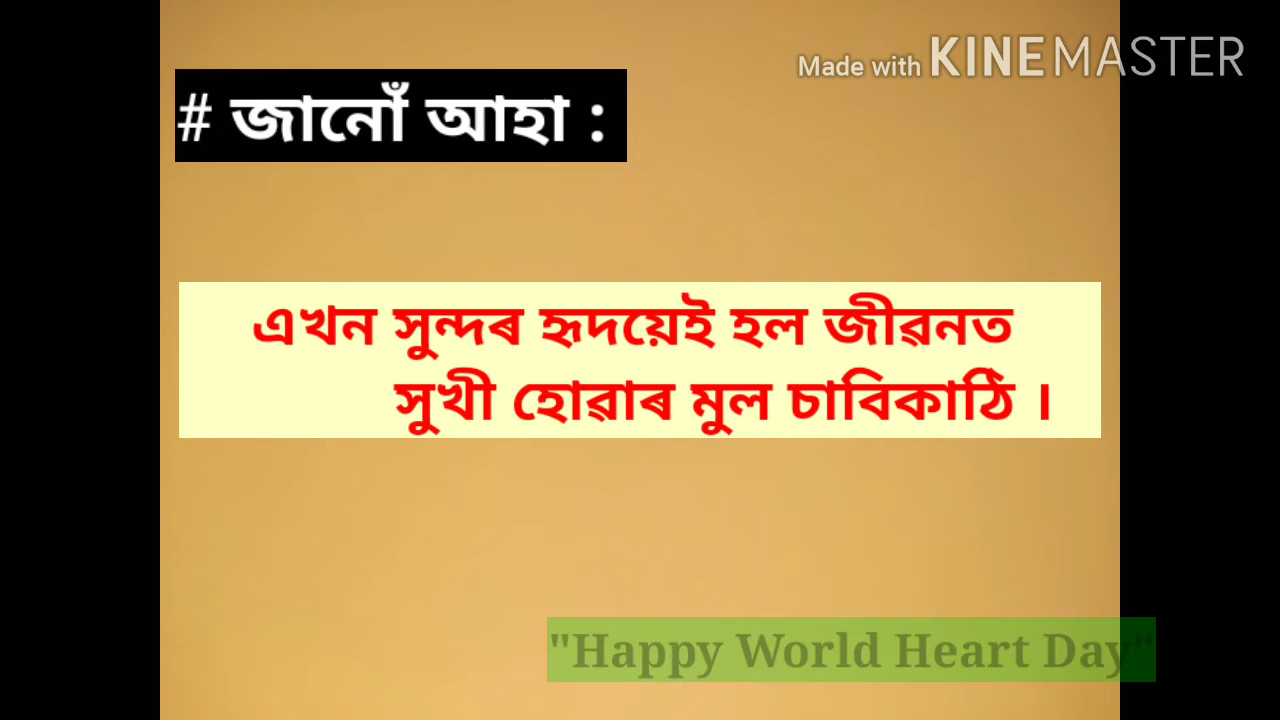 Made with KINEMASTER
# জানোঁ আহা :
এখন সুন্দৰ হৃদয়েই হল জীৱনত
সুখী হোৱাৰ মুল চাবিকাঠি ।
"Happy World Heart Day"